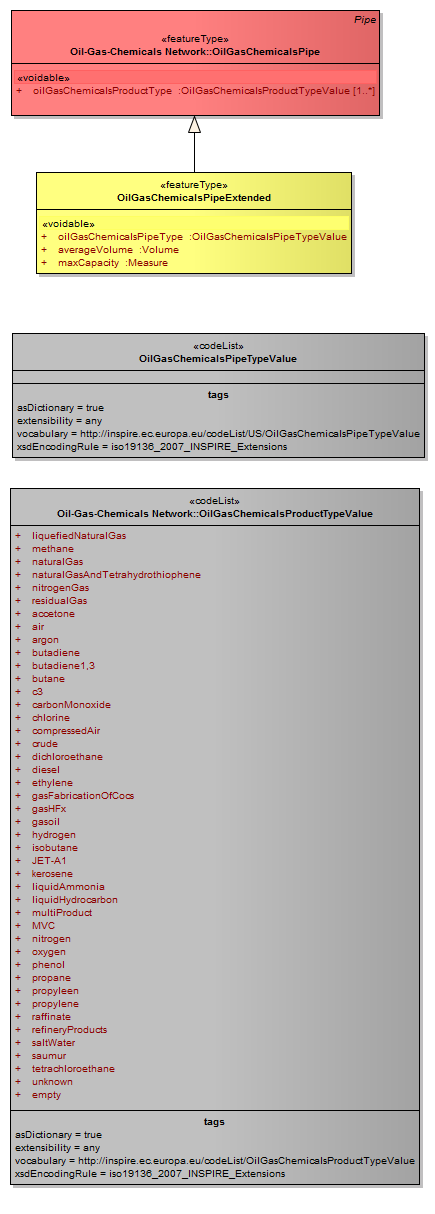 Pipe
«featureType»
Oil-Gas-Chemicals Network::OilGasChemicalsPipe
«voidable»
+ oilGasChemicalsProductType :OilGasChemicalsProductTypeValue [1..*]
«featureType»
OilGasChemicalsPipeExtended
«voidable»
+ oilGasChemicalsPipeType :OilGasChemicalsPipeTypeValue
+ averageVolume :Volume
+ maxCapacity :Measure
«codeList»
OilGasChemicalsPipeTypeValue
tags
asDictionary = true
extensibility = any
vocabulary = http://inspire.ec.europa.eu/codeList/US/OilGasChemicalsPipeTypeValue
xsdEncodingRule = iso19136_2007_INSPIRE_Extensions
«codeList»
Oil-Gas-Chemicals Network::OilGasChemicalsProductTypeValue
+ liquefiedNaturalGas
+ methane
+ naturalGas
+ naturalGasAndTetrahydrothiophene
+ nitrogenGas
+ residualGas
+ accetone
+ air
+ argon
+ butadiene
+ butadiene1,3
+ butane
+ c3
+ carbonMonoxide
+ chlorine
+ compressedAir
+ crude
+ dichloroethane
+ diesel
+ ethylene
+ gasFabricationOfCocs
+ gasHFx
+ gasoil
+ hydrogen
+ isobutane
+ JET-A1
+ kerosene
+ liquidAmmonia
+ liquidHydrocarbon
+ multiProduct
+ MVC
+ nitrogen
+ oxygen
+ phenol
+ propane
+ propyleen
+ propylene
+ raffinate
+ refineryProducts
+ saltWater
+ saumur
+ tetrachloroethane
+ unknown
+ empty
tags
asDictionary = true
extensibility = any
vocabulary = http://inspire.ec.europa.eu/codeList/OilGasChemicalsProductTypeValue
xsdEncodingRule = iso19136_2007_INSPIRE_Extensions